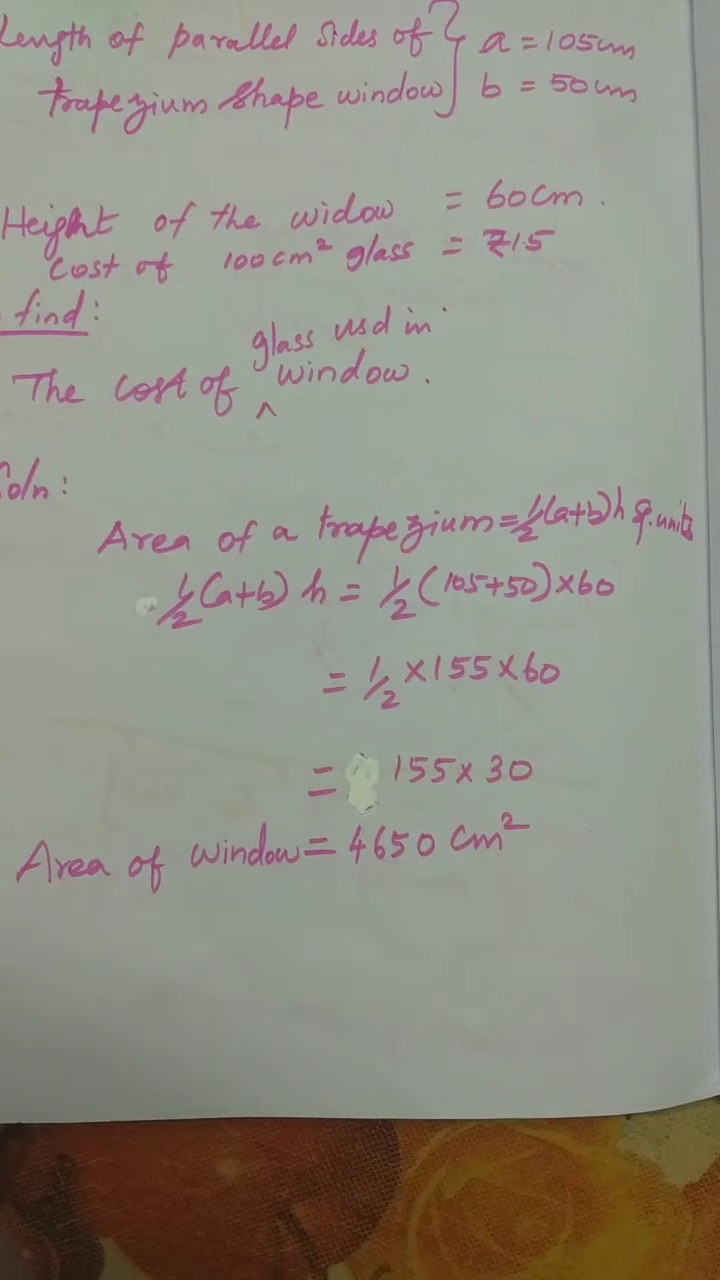 Length of parallel sides of } a = 105cm
trapezium shape window } b = 50cm
Height of the widow = 60cm.
Cost of 100cm² glass = ₹15
find:
glass usd in
The cost of ^ window.
Soln:
Area of a trapezium = 1/2(a+b)h sq.units
1/2(a+b) h = 1/2(105+50)×60
= 1/2×155×60
= 155×30
Area of window = 4650 cm²